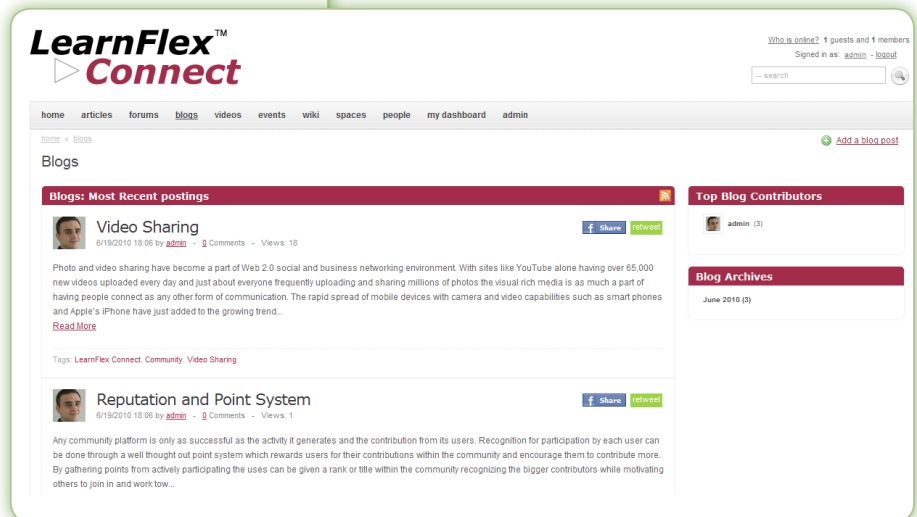 LearnFlex™
Connect
Who is online? 1 guests and 1 members
Signed in as: admin - logout
-- search
home articles forums blogs videos events wiki spaces people my dashboard admin
home » blogs
Add a blog post
Blogs
Blogs: Most Recent postings
Video Sharing
6/19/2010 18:06 by admin - 0 Comments - Views: 18
f Share retweet
Photo and video sharing have become a part of Web 2.0 social and business networking environment. With sites like YouTube alone having over 65,000
new videos uploaded every day and just about everyone frequently uploading and sharing millions of photos the visual rich media is as much a part of
having people connect as any other form of communication. The rapid spread of mobile devices with camera and video capabilities such as smart phones
and Apple's iPhone have just added to the growing trend...
Read More
Tags: LearnFlex Connect, Community, Video Sharing
Reputation and Point System
6/19/2010 18:06 by admin - 0 Comments - Views: 1
f Share retweet
Any community platform is only as successful as the activity it generates and the contribution from its users. Recognition for participation by each user can
be done through a well thought out point system which rewards users for their contributions within the community and encourage them to contribute more.
By gathering points from actively participating the uses can be given a rank or title within the community recognizing the bigger contributors while motivating
others to join in and work tow...
Top Blog Contributors
admin (3)
Blog Archives
June 2010 (3)